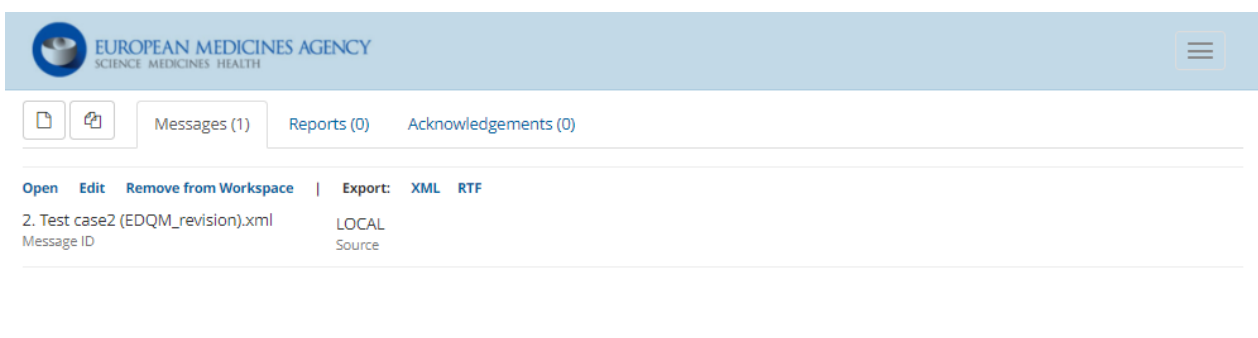 EUROPEAN MEDICINES AGENCY
SCIENCE MEDICINES HEALTH
Messages (1) Reports (0) Acknowledgements (0)
Open Edit Remove from Workspace | Export: XML RTF
2. Test case2 (EDQM_revision).xml LOCAL
Message ID Source